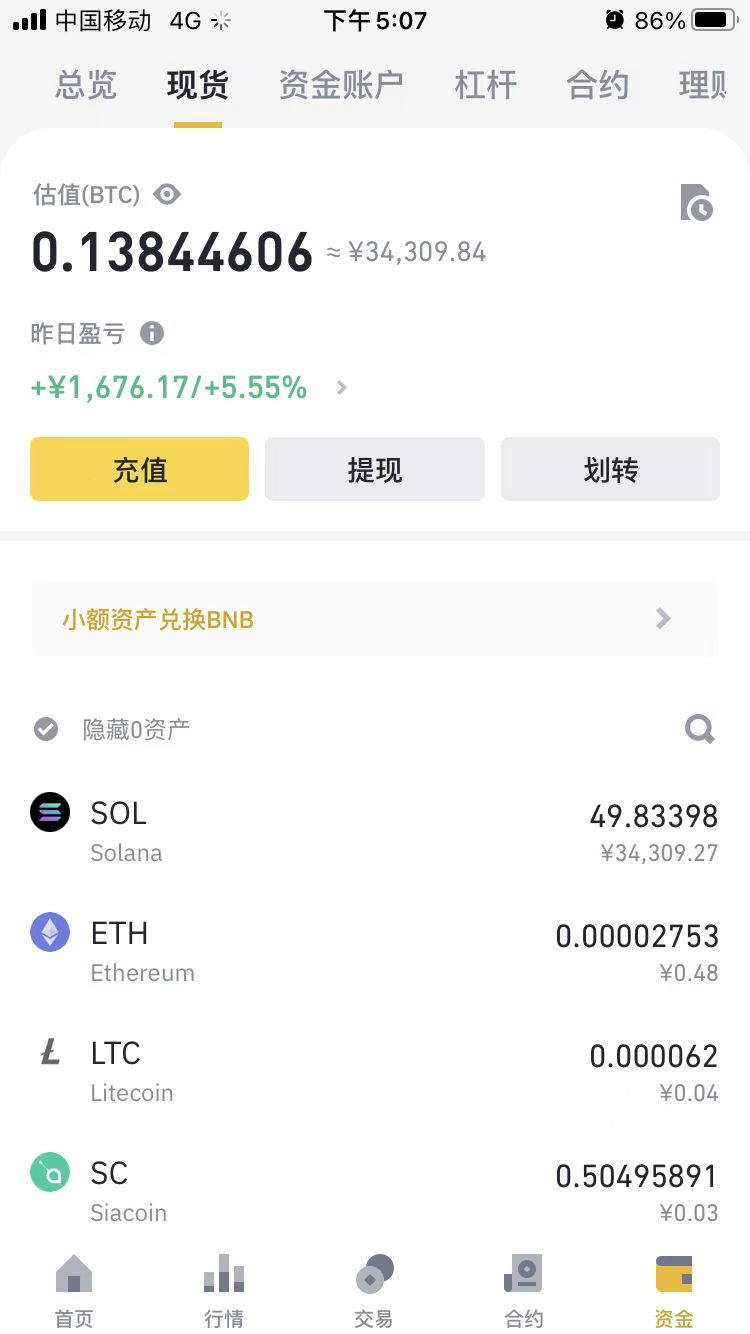 中国移动 4G 下午5:07 86%
总览 现货 资金账户 杠杆 合约 理财
估值(BTC)
0.13844606 ≈ ¥34,309.84
昨日盈亏
+¥1,676.17/+5.55%
充值 提现 划转
小额资产兑换BNB
隐藏0资产
SOL 49.83398
Solana ¥34,309.27
ETH 0.00002753
Ethereum ¥0.48
LTC 0.000062
Litecoin ¥0.04
SC 0.50495891
Siacoin ¥0.03
首页 行情 交易 合约 资金